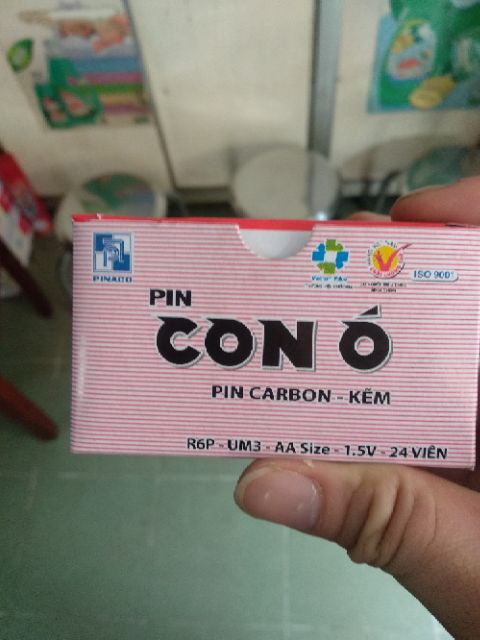 PINACO
ISO 9001
PIN
CON Ó
PIN CARBON - KẼM
R6P - UM3 - AA Size - 1.5V - 24 VIÊN